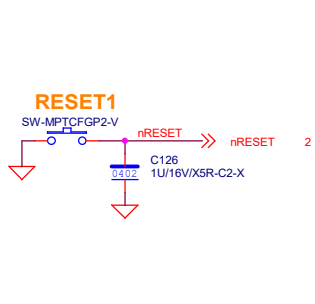 RESET1
SW-MPTCFGP2-V
nRESET
nRESET 2
C126
0402
1U/16V/X5R-C2-X